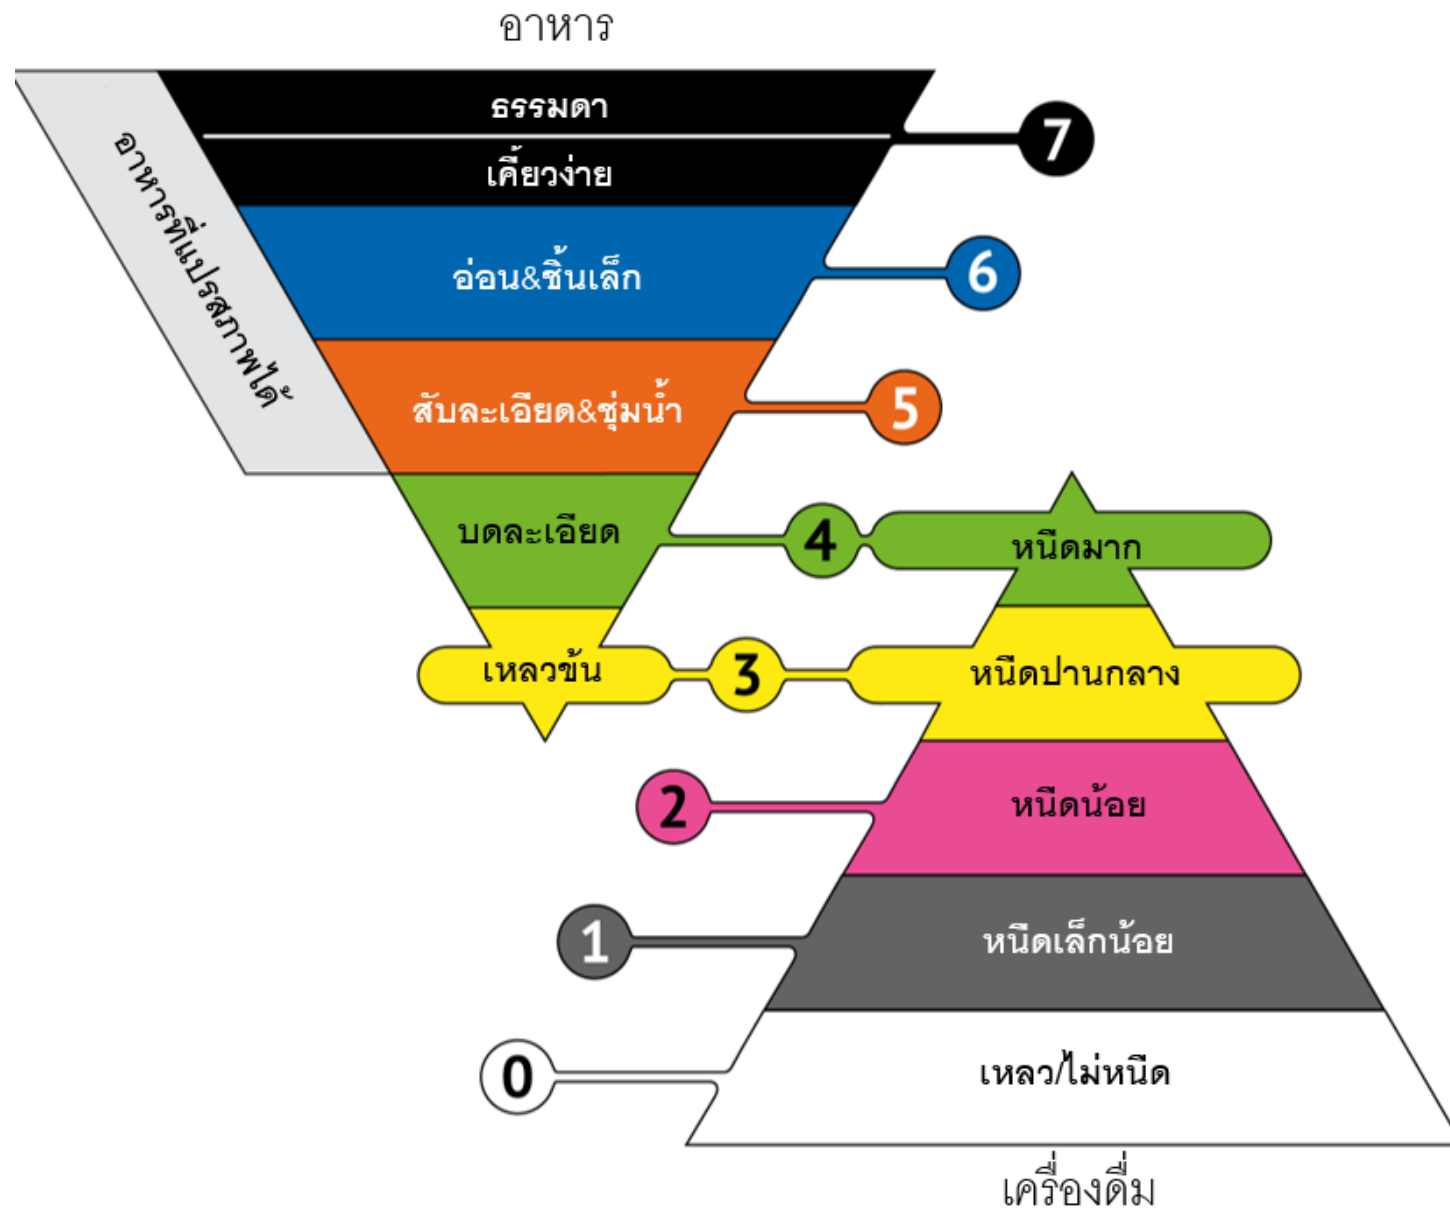 อาหาร
ธรรมดา
7
เคี้ยวง่าย
อาหารที่แปรสภาพได้
อ่อน&ชิ้นเล็ก
6
สับละเอียด&ชุ่มน้ำ
5
บดละเอียด
4
หนืดมาก
เหลวข้น
3
หนืดปานกลาง
2
หนืดน้อย
1
หนืดเล็กน้อย
0
เหลว/ไม่หนืด
เครื่องดื่ม